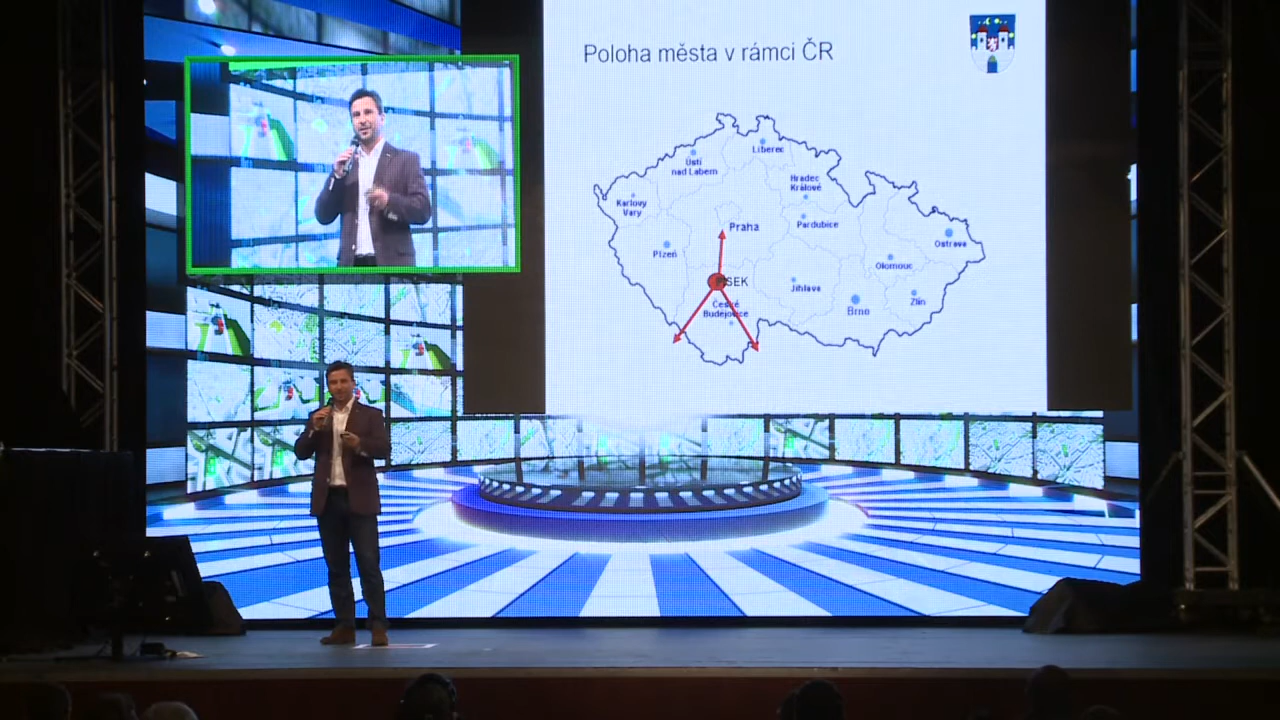 Poloha města v rámci ČR
Liberec
Ústí
nad Labem
Hradec
Králové
Karlovy
Vary
Pardubice
Praha
Ostrava
Plzeň
Olomouc
PÍSEK
Jihlava
Zlín
České
Budějovice
Brno